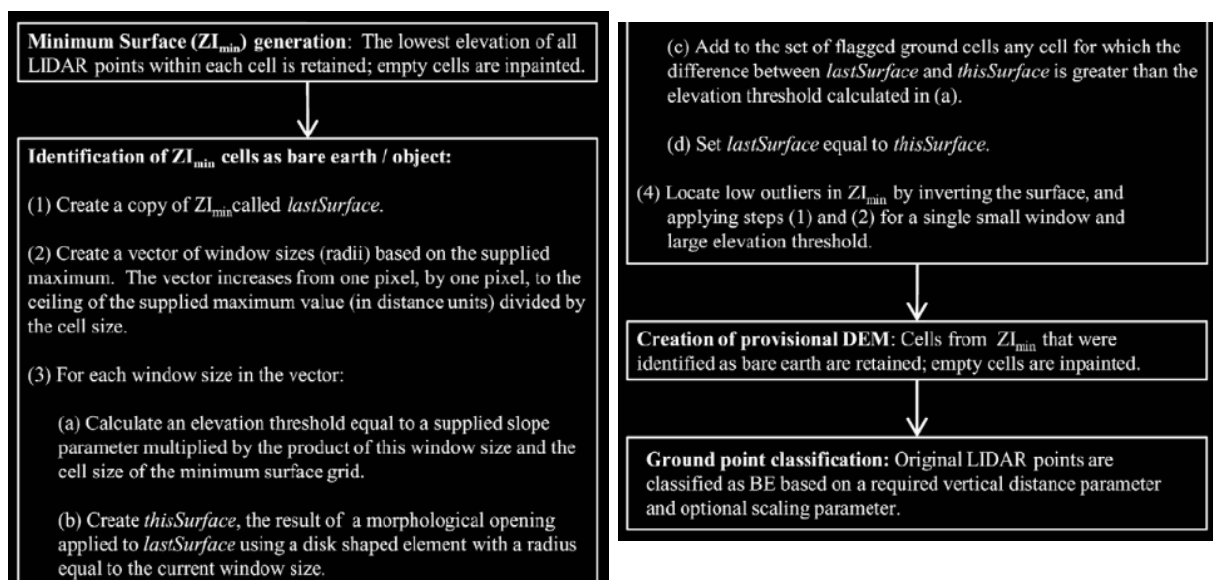 Minimum Surface (ZImin) generation: The lowest elevation of all
LIDAR points within each cell is retained; empty cells are inpainted.
Identification of ZImin cells as bare earth / object:
(1) Create a copy of ZImin called lastSurface.
(2) Create a vector of window sizes (radii) based on the supplied
maximum. The vector increases from one pixel, by one pixel, to the
ceiling of the supplied maximum value (in distance units) divided by
the cell size.
(3) For each window size in the vector:
(a) Calculate an elevation threshold equal to a supplied slope
parameter multiplied by the product of this window size and the
cell size of the minimum surface grid.
(b) Create thisSurface, the result of a morphological opening
applied to lastSurface using a disk shaped element with a radius
equal to the current window size.
(c) Add to the set of flagged ground cells any cell for which the
difference between lastSurface and thisSurface is greater than the
elevation threshold calculated in (a).
(d) Set lastSurface equal to thisSurface.
(4) Locate low outliers in ZImin by inverting the surface, and
applying steps (1) and (2) for a single small window and
large elevation threshold.
Creation of provisional DEM: Cells from ZImin that were
identified as bare earth are retained; empty cells are inpainted.
Ground point classification: Original LIDAR points are
classified as BE based on a required vertical distance parameter
and optional scaling parameter.